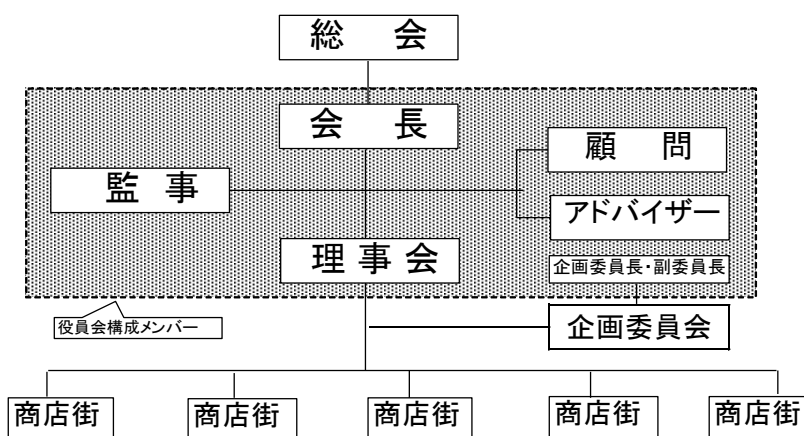 総 会
会 長
顧 問
監 事
アドバイザー
理 事 会
企画委員長・副委員長
役員会構成メンバー
企画委員会
商店街
商店街
商店街
商店街
商店街